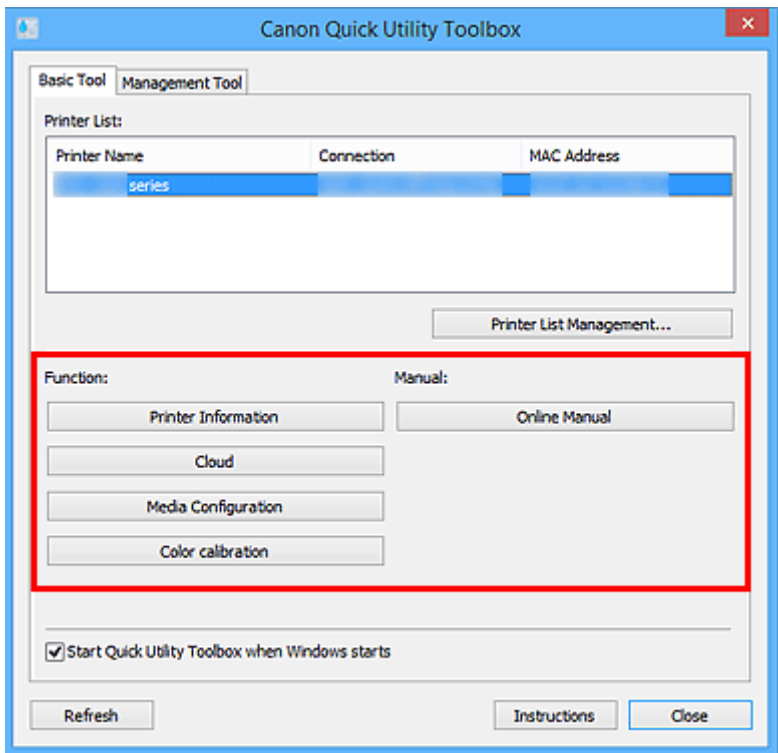 Canon Quick Utility Toolbox
Basic Tool Management Tool
Printer List:
Printer Name Connection MAC Address
series
Printer List Management...
Function: Manual:
Printer Information Online Manual
Cloud
Media Configuration
Color calibration
Start Quick Utility Toolbox when Windows starts
Refresh Instructions Close